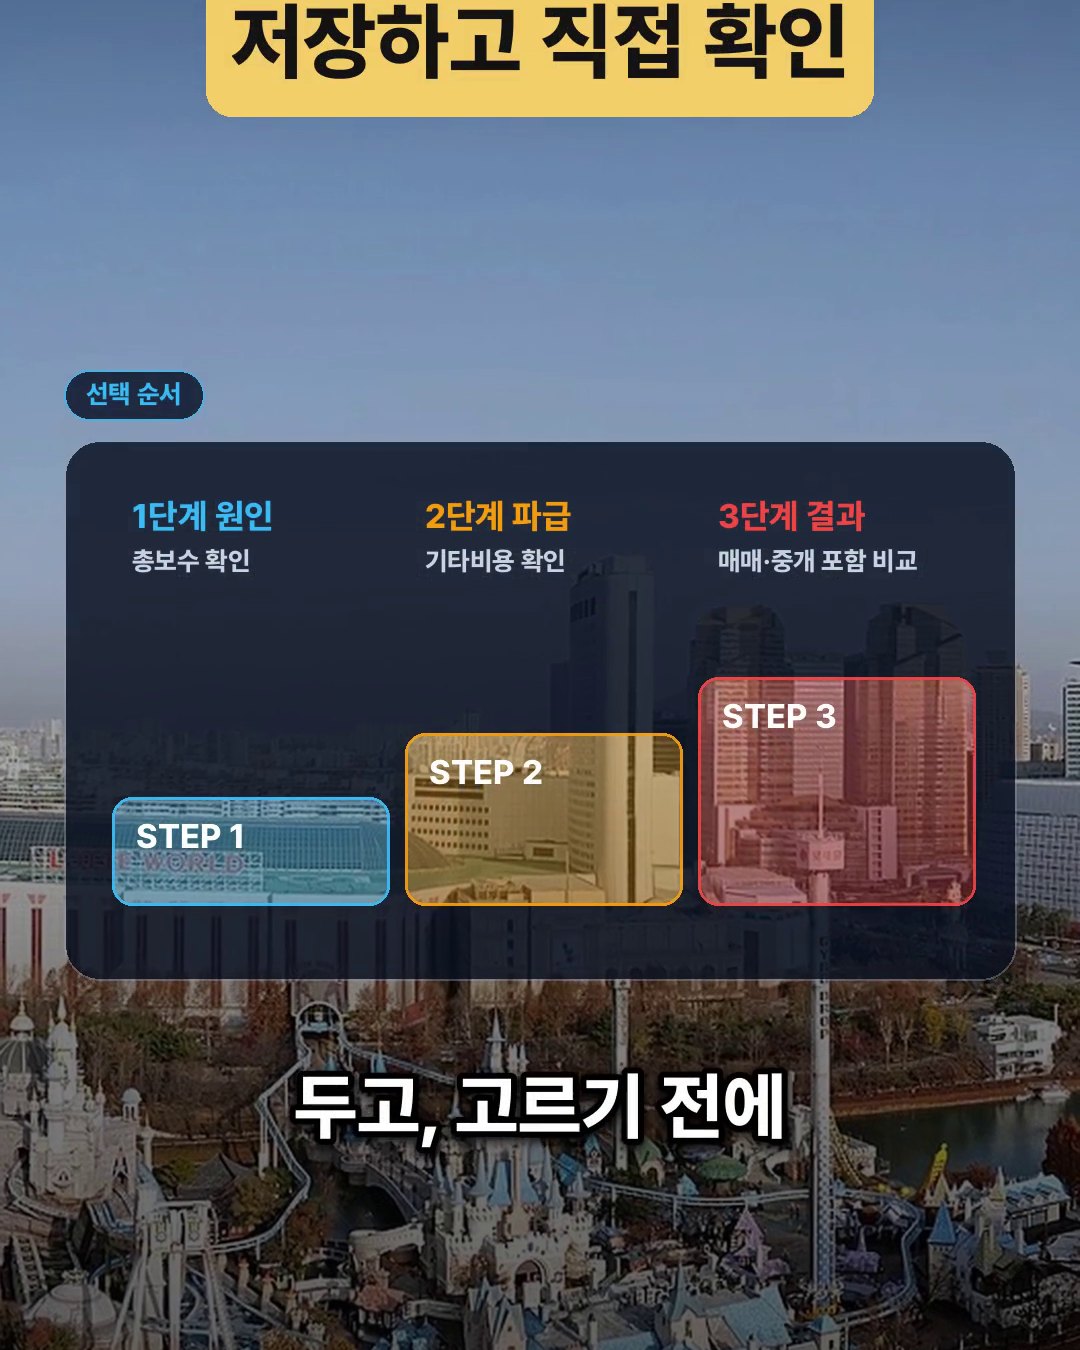 저장하고 직접 확인
선택 순서
1단계 원인
총보수 확인
2단계 파급
기타비용 확인
3단계 결과
매매·중개 포함 비교
STEP 1
STEP 2
STEP 3
WORLD
두고, 고르기 전에